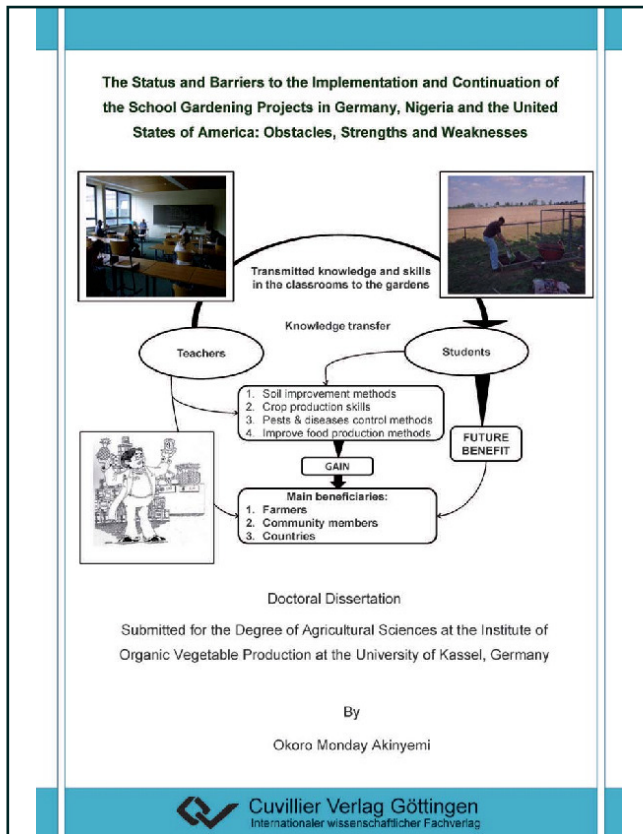 The Status and Barriers to the Implementation and Continuation of
the School Gardening Projects in Germany, Nigeria and the United
States of America: Obstacles, Strengths and Weaknesses
Transmitted knowledge and skills
in the classrooms to the gardens
Knowledge transfer
Teachers
Students
1. Soil improvement methods
2. Crop production skills
3. Pests & diseases control methods
4. Improve food production methods
FUTURE
BENEFIT
GAIN
Main beneficiaries:
1. Farmers
2. Community members
3. Countries
Doctoral Dissertation
Submitted for the Degree of Agricultural Sciences at the Institute of
Organic Vegetable Production at the University of Kassel, Germany
By
Okoro Monday Akinyemi
Cuvillier Verlag Göttingen
Internationaler wissenschaftlicher Fachverlag